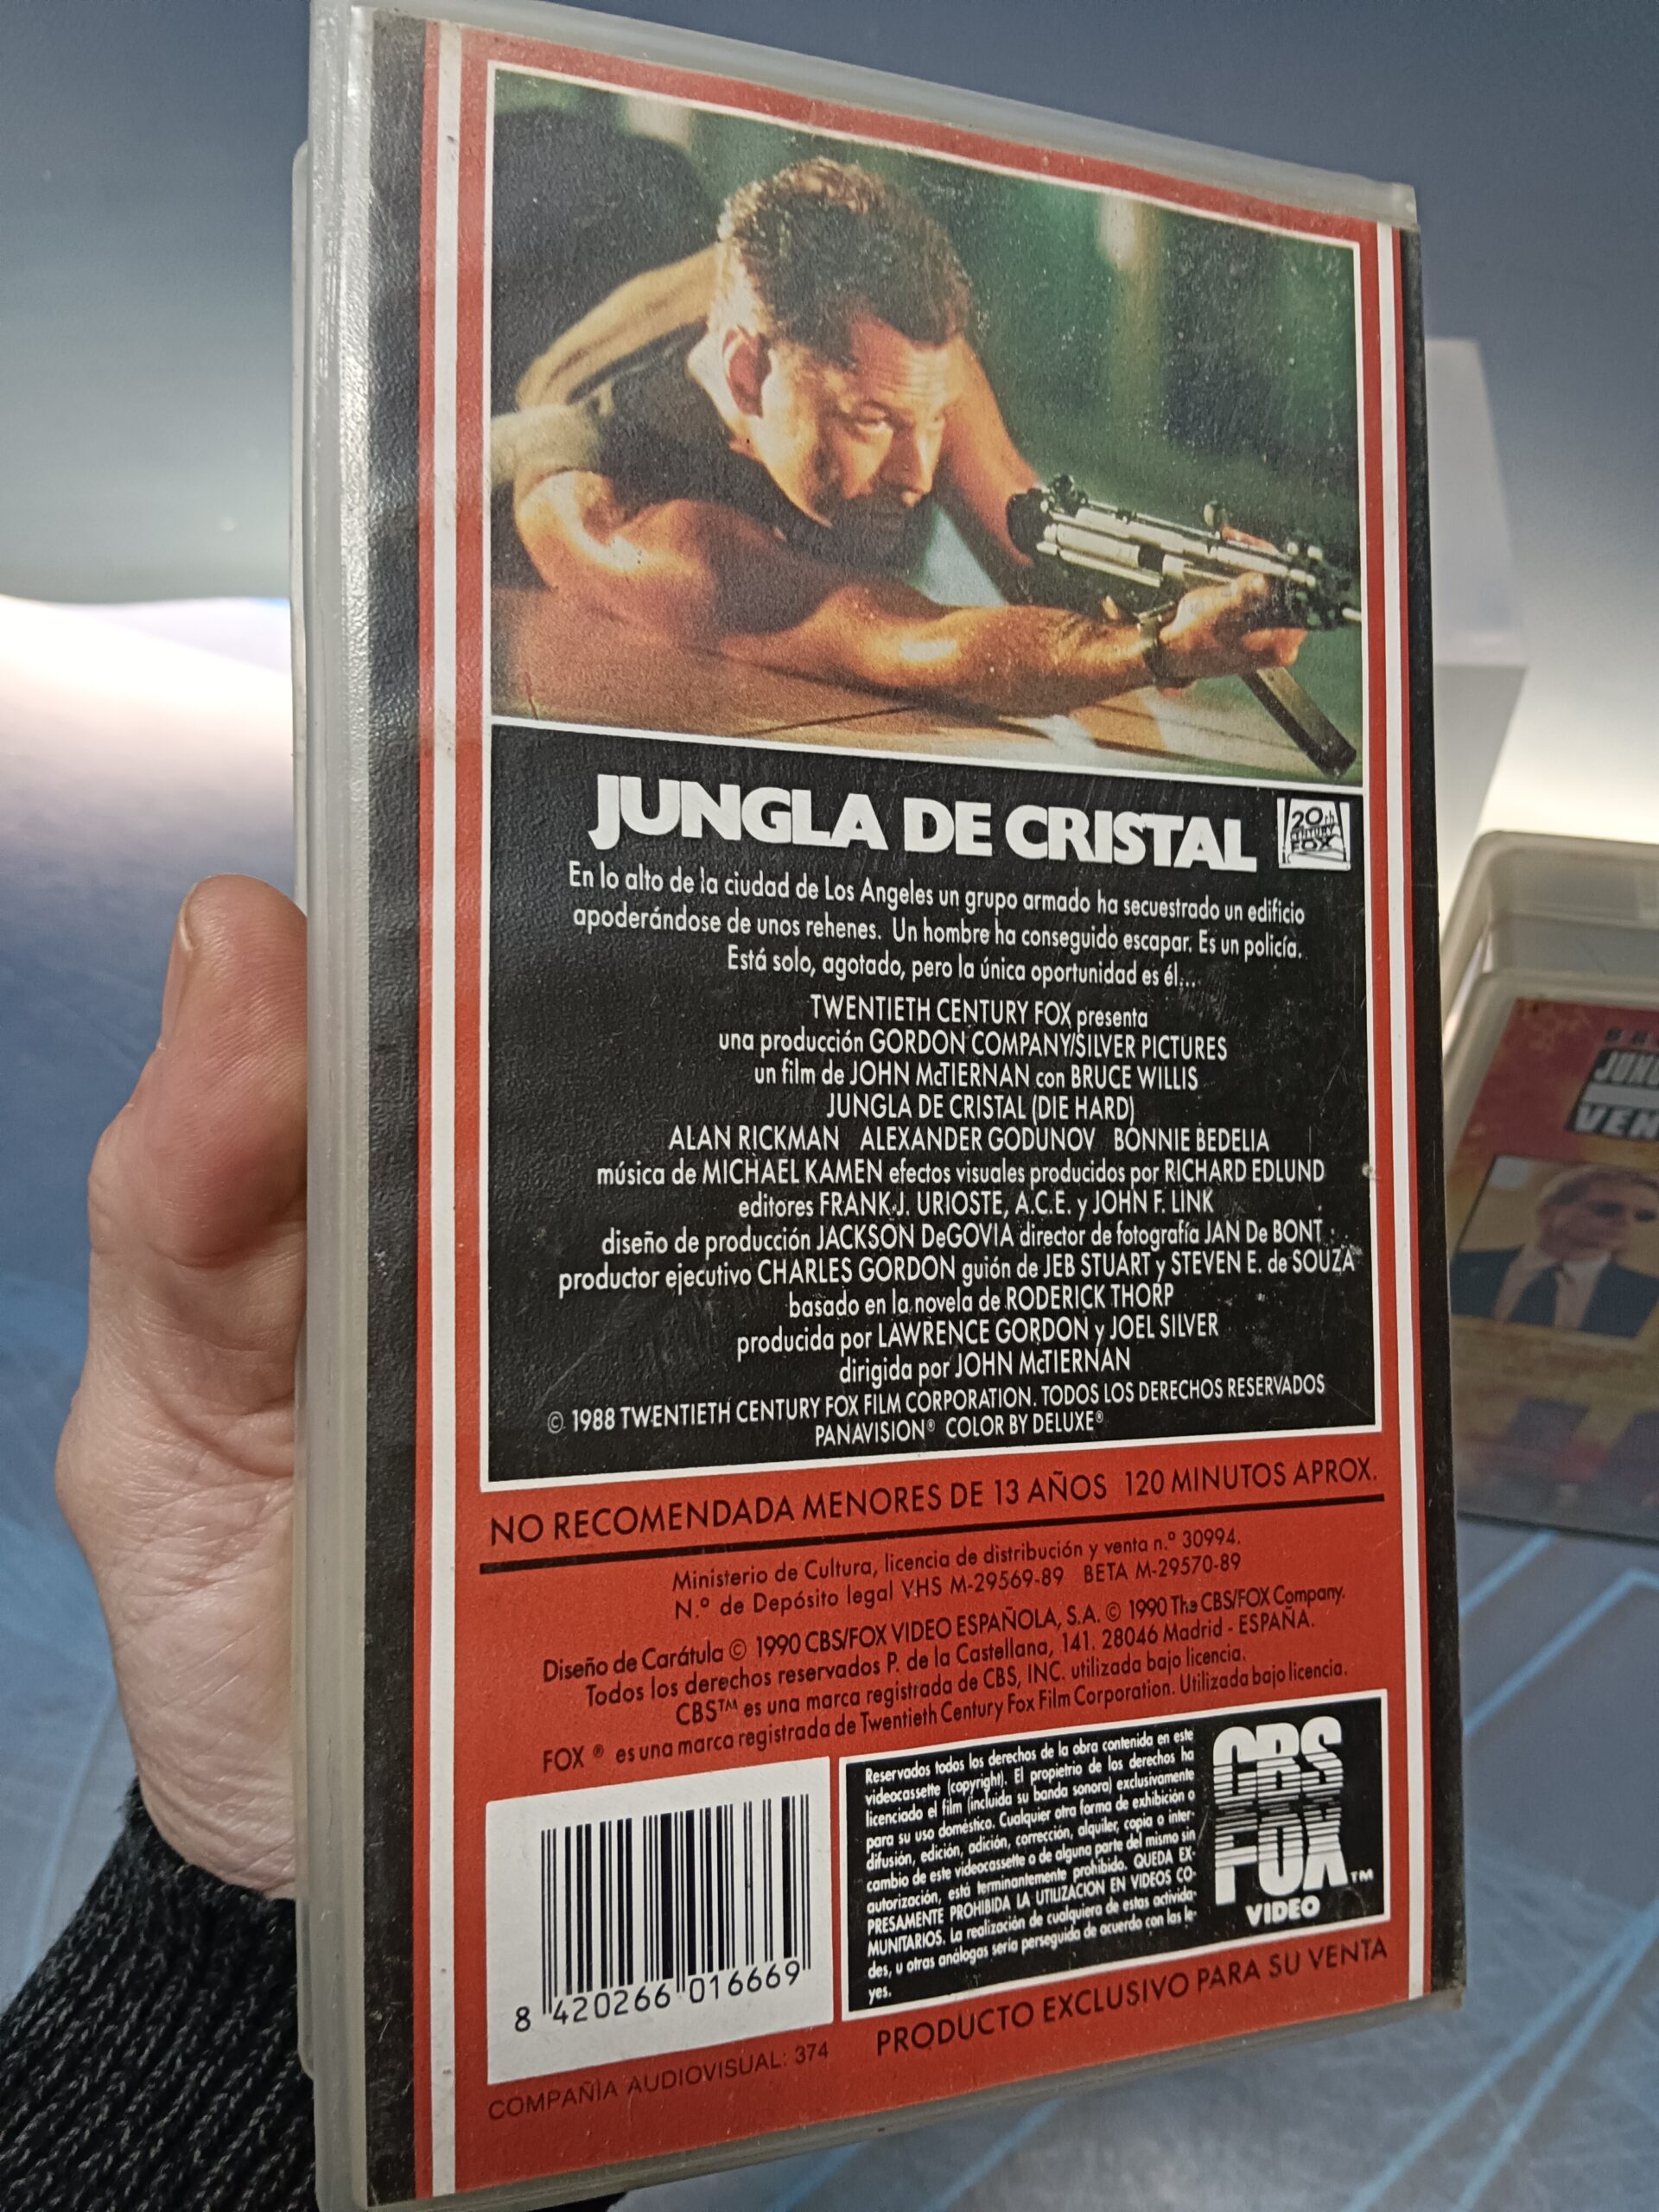 JUNGLA DE CRISTAL
20th
CENTURY
FOX
En lo alto de la ciudad de Los Angeles un grupo armado ha secuestrado un edificio
apoderándose de unos rehenes. Un hombre ha conseguido escapar. Es un policía.
Está solo, agotado, pero la única oportunidad es él...
TWENTIETH CENTURY FOX presenta
una producción GORDON COMPANY/SILVER PICTURES
un film de JOHN McTIERNAN con BRUCE WILLIS
JUNGLA DE CRISTAL (DIE HARD)
ALAN RICKMAN ALEXANDER GODUNOV BONNIE BEDELIA
música de MICHAEL KAMEN efectos visuales producidos por RICHARD EDLUND
editores FRANK J. URIOSTE, A.C.E. y JOHN F. LINK
diseño de producción JACKSON DeGOVIA director de fotografía JAN De BONT
productor ejecutivo CHARLES GORDON guión de JEB STUART y STEVEN E. de SOUZA
basado en la novela de RODERICK THORP
producida por LAWRENCE GORDON y JOEL SILVER
dirigida por JOHN McTIERNAN
© 1988 TWENTIETH CENTURY FOX FILM CORPORATION. TODOS LOS DERECHOS RESERVADOS
PANAVISION® COLOR BY DELUXE®
NO RECOMENDADA MENORES DE 13 AÑOS 120 MINUTOS APROX.
Ministerio de Cultura, licencia de distribución y venta n.º 30994.
N.º de Depósito legal VHS M-29569-89 BETA M-29570-89
Diseño de Carátula © 1990 CBS/FOX VIDEO ESPAÑOLA, S.A. © 1990 The CBS/FOX Company.
Todos los derechos reservados P. de la Castellana, 141. 28046 Madrid - ESPAÑA.
CBS™ es una marca registrada de CBS, INC. utilizada bajo licencia.
FOX ® es una marca registrada de Twentieth Century Fox Film Corporation. Utilizada bajo licencia.
Reservados todos los derechos de la obra contenida en este
videocassette (copyright). El propietrio de los derechos ha
licenciado el film (incluida su banda sonora) exclusivamente
para su uso doméstico. Cualquier otra forma de exhibición o
difusión, edición, adición, corrección, alquiler, copia o inter-
cambio de este videocassette o de alguna parte del mismo sin
autorización, está terminantemente prohibido. QUEDA EX-
PRESAMENTE PROHIBIDA LA UTILIZACION EN VIDEOS CO-
MUNITARIOS. La realización de cualquiera de estas activida-
des, u otras análogas sería perseguida de acuerdo con las le-
yes.
CBS
FOX™
VIDEO
8 420266 016669
PRODUCTO EXCLUSIVO PARA SU VENTA
COMPAÑIA AUDIOVISUAL: 374